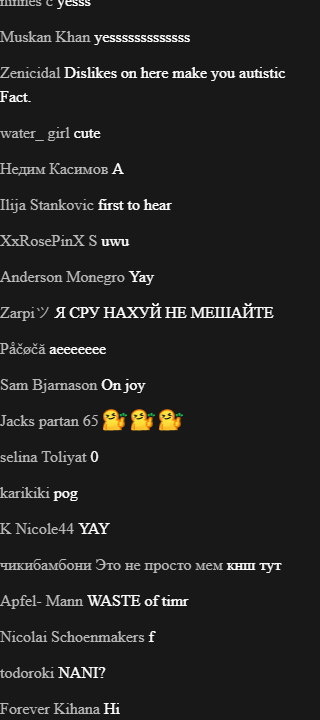 ninnes c yesss
Muskan Khan yesssssssssssss
Zenicidal Dislikes on here make you autistic
Fact.
water_ girl cute
Недим Касимов А
Ilija Stankovic first to hear
XxRosePinX S uwu
Anderson Monegro Yay
Zarpiツ Я СРУ НАХУЙ НЕ МЕШАЙТЕ
Påčøčă aeeeeeee
Sam Bjarnason On joy
Jacks partan 65
selina Toliyat 0
karikiki pog
K Nicole44 YAY
чикибамбони Это не просто мем кнш тут
Apfel- Mann WASTE of timr
Nicolai Schoenmakers f
todoroki NANI?
Forever Kihana Hi